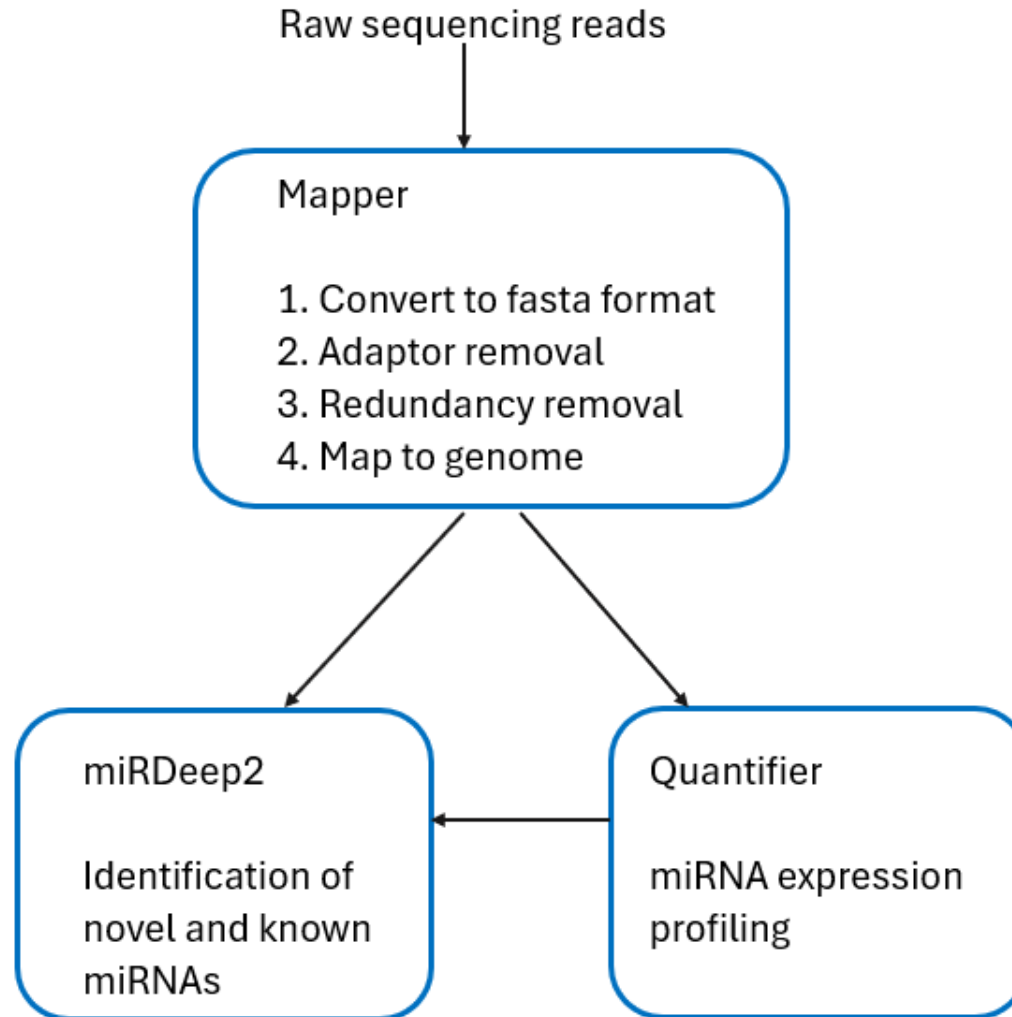 Raw sequencing reads
Mapper
1. Convert to fasta format
2. Adaptor removal
3. Redundancy removal
4. Map to genome
miRDeep2
Identification of
novel and known
miRNAs
Quantifier
miRNA expression
profiling